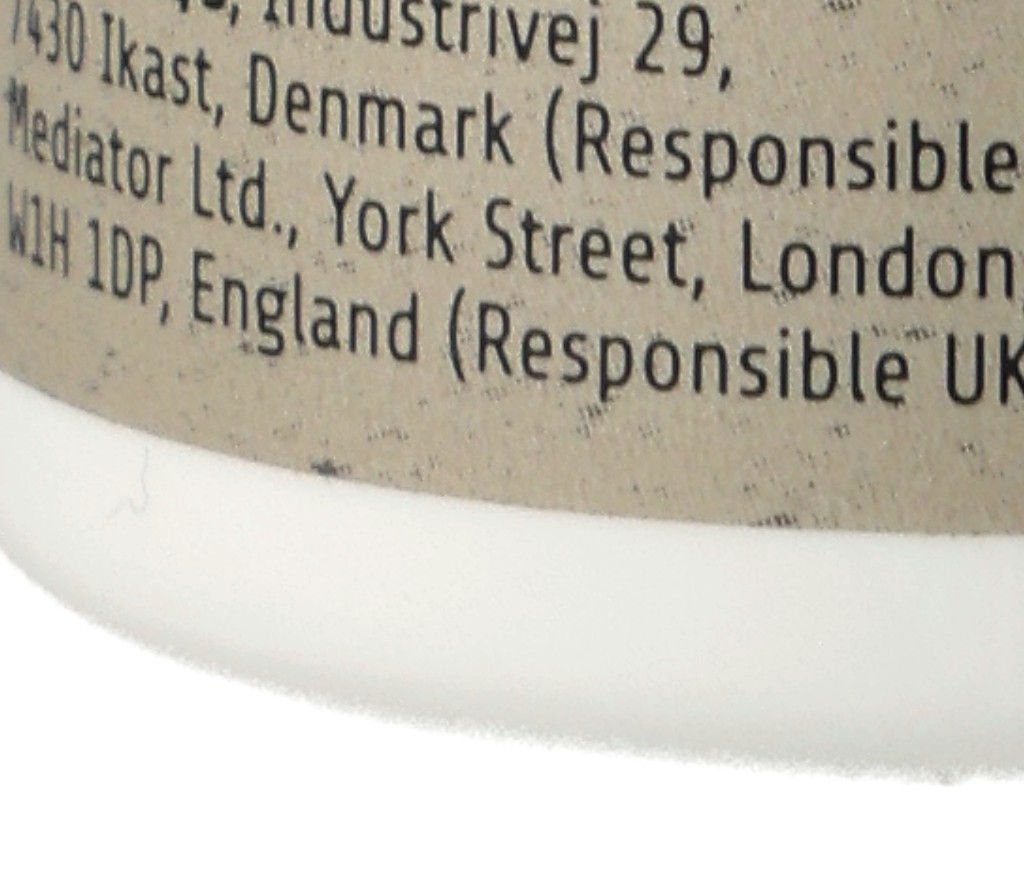 Industrivej 29,
7430 Ikast, Denmark (Responsible
Mediator Ltd., York Street, London
W1H 1DP, England (Responsible UK